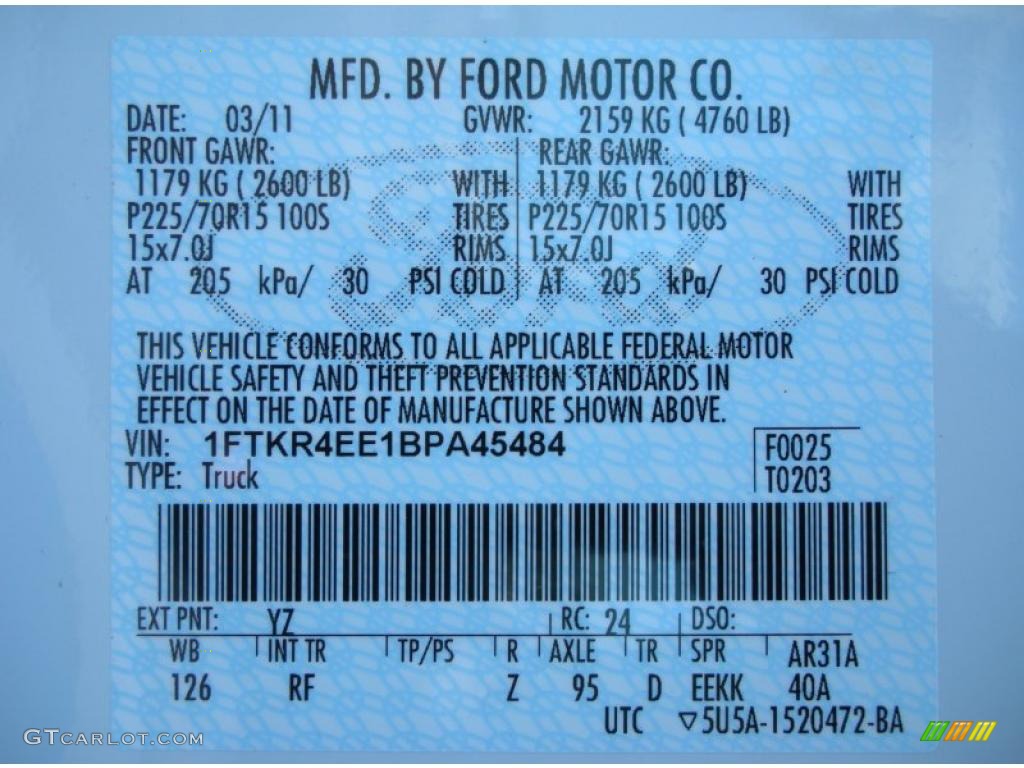 MFD. BY FORD MOTOR CO.
DATE: 03/11 GVWR: 2159 KG ( 4760 LB)
FRONT GAWR: REAR GAWR:
1179 KG ( 2600 LB) WITH 1179 KG ( 2600 LB) WITH
P225/70R15 100S TIRES P225/70R15 100S TIRES
15x7.0J RIMS 15x7.0J RIMS
AT 205 kPa/ 30 PSI COLD AT 205 kPa/ 30 PSI COLD
THIS VEHICLE CONFORMS TO ALL APPLICABLE FEDERAL MOTOR
VEHICLE SAFETY AND THEFT PREVENTION STANDARDS IN
EFFECT ON THE DATE OF MANUFACTURE SHOWN ABOVE.
VIN: 1FTKR4EE1BPA45484 F0025
TYPE: Truck T0203
EXT PNT: YZ RC: 24 DSO:
WB INT TR TP/PS R AXLE TR SPR AR31A
126 RF Z 95 D EEKK 40A
UTC ▽5U5A-1520472-BA
GTCARLOT.COM